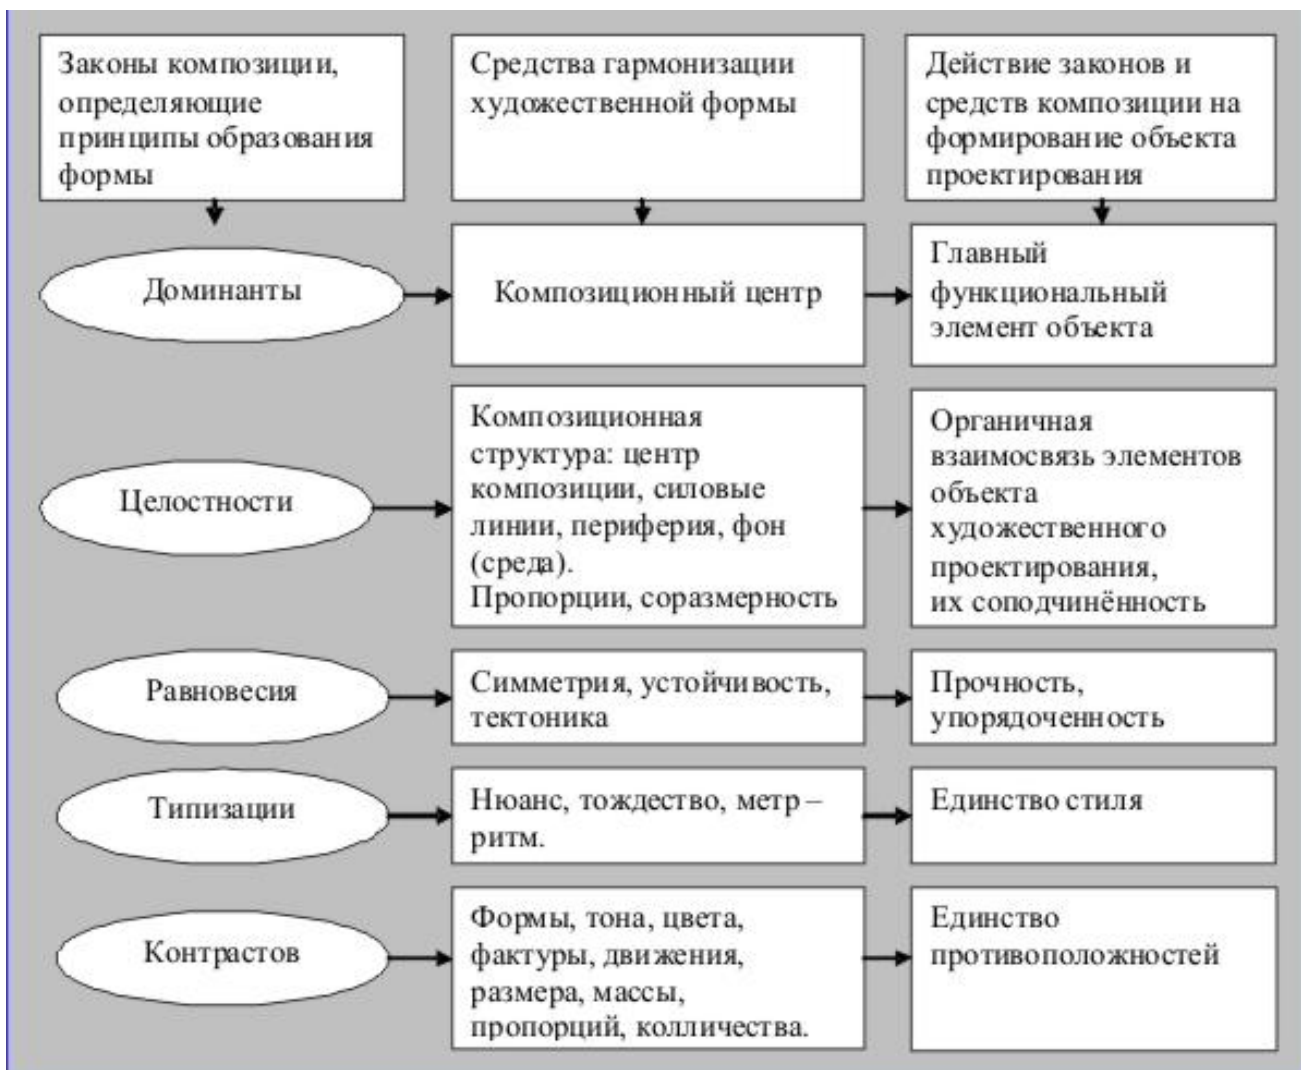 Законы композиции,
определяющие
принципы образования
формы
Средства гармонизации
художественной формы
Действие законов и
средств композиции на
формирование объекта
проектирования
Доминанты
Композиционный центр
Главный
функциональный
элемент объекта
Целостности
Композиционная
структура: центр
композиции, силовые
линии, периферия, фон
(среда).
Пропорции, соразмерность
Органичная
взаимосвязь элементов
объекта
художественного
проектирования,
их соподчинённость
Равновесия
Симметрия, устойчивость,
тектоника
Прочность,
упорядоченность
Типизации
Нюанс, тождество, метр –
ритм.
Единство стиля
Контрастов
Формы, тона, цвета,
фактуры, движения,
размера, массы,
пропорций, колличества.
Единство
противоположностей